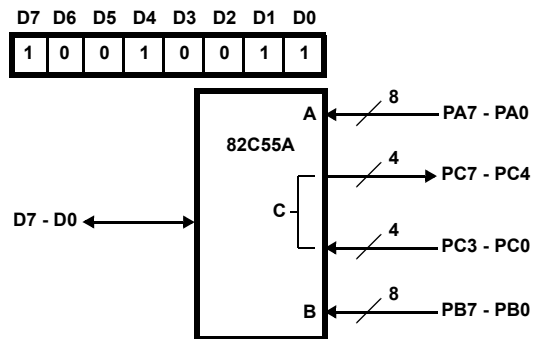 D7 D6 D5 D4 D3 D2 D1 D0
1 0 0 1 0 0 1 1
A
8
PA7 - PA0
82C55A
4
PC7 - PC4
C
D7 - D0
4
PC3 - PC0
B
8
PB7 - PB0